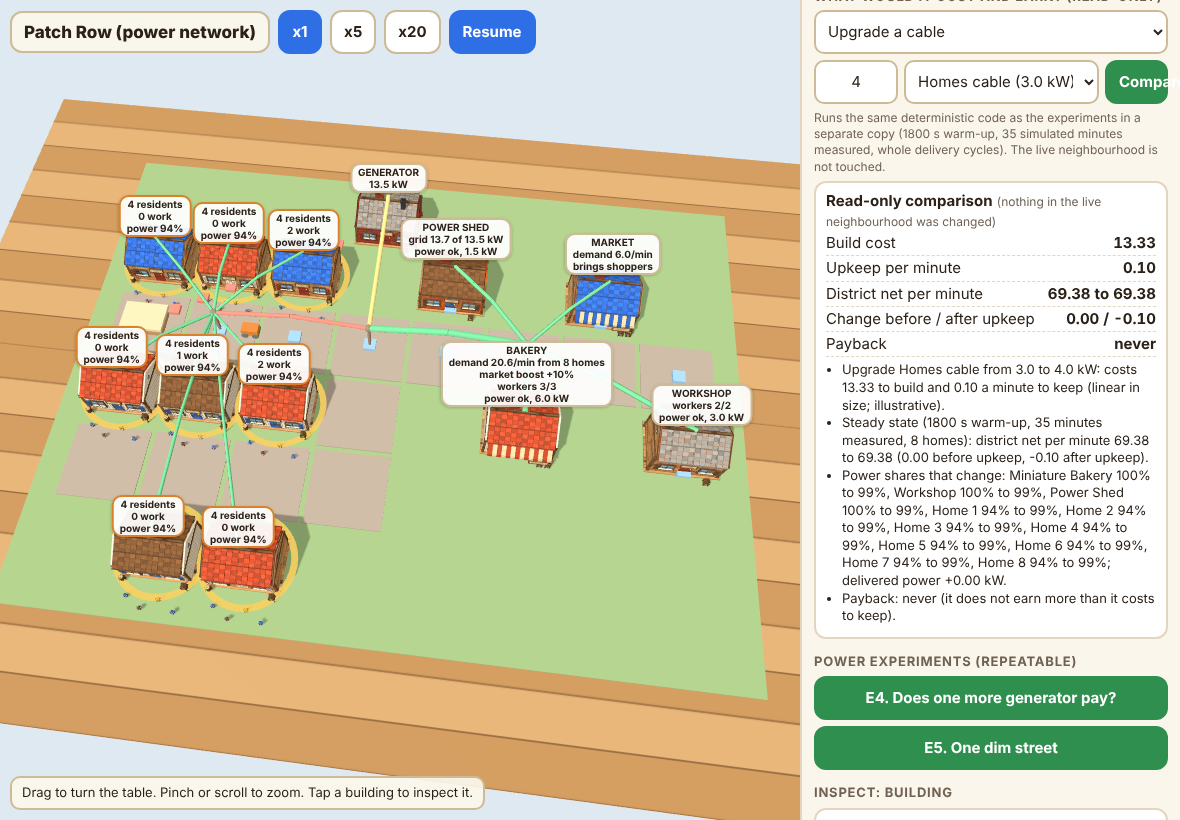 Patch Row (power network)
x1
x5
x20
Resume
GENERATOR
13.5 kW
4 residents
0 work
power 94%
4 residents
0 work
power 94%
4 residents
2 work
power 94%
POWER SHED
grid 13.7 of 13.5 kW
power ok, 1.5 kW
MARKET
demand 6.0/min
brings shoppers
4 residents
0 work
power 94%
4 residents
1 work
power 94%
4 residents
2 work
power 94%
BAKERY
demand 20.6/min from 8 homes
market boost +10%
workers 3/3
power ok, 6.0 kW
WORKSHOP
workers 2/2
power ok, 3.0 kW
4 residents
0 work
power 94%
4 residents
0 work
power 94%
Drag to turn the table. Pinch or scroll to zoom. Tap a building to inspect it.
Upgrade a cable
4
Homes cable (3.0 kW)
Compa
Runs the same deterministic code as the experiments in a
separate copy (1800 s warm-up, 35 simulated minutes
measured, whole delivery cycles). The live neighbourhood is
not touched.
Read-only comparison (nothing in the live
neighbourhood was changed)
Build cost 13.33
Upkeep per minute 0.10
District net per minute 69.38 to 69.38
Change before / after upkeep 0.00 / -0.10
Payback never
• Upgrade Homes cable from 3.0 to 4.0 kW: costs
13.33 to build and 0.10 a minute to keep (linear in
size; illustrative).
• Steady state (1800 s warm-up, 35 minutes
measured, 8 homes): district net per minute 69.38
to 69.38 (0.00 before upkeep, -0.10 after upkeep).
• Power shares that change: Miniature Bakery 100%
to 99%, Workshop 100% to 99%, Power Shed
100% to 99%, Home 1 94% to 99%, Home 2 94%
to 99%, Home 3 94% to 99%, Home 4 94% to
99%, Home 5 94% to 99%, Home 6 94% to 99%,
Home 7 94% to 99%, Home 8 94% to 99%;
delivered power +0.00 kW.
• Payback: never (it does not earn more than it costs
to keep).
POWER EXPERIMENTS (REPEATABLE)
E4. Does one more generator pay?
E5. One dim street
INSPECT: BUILDING